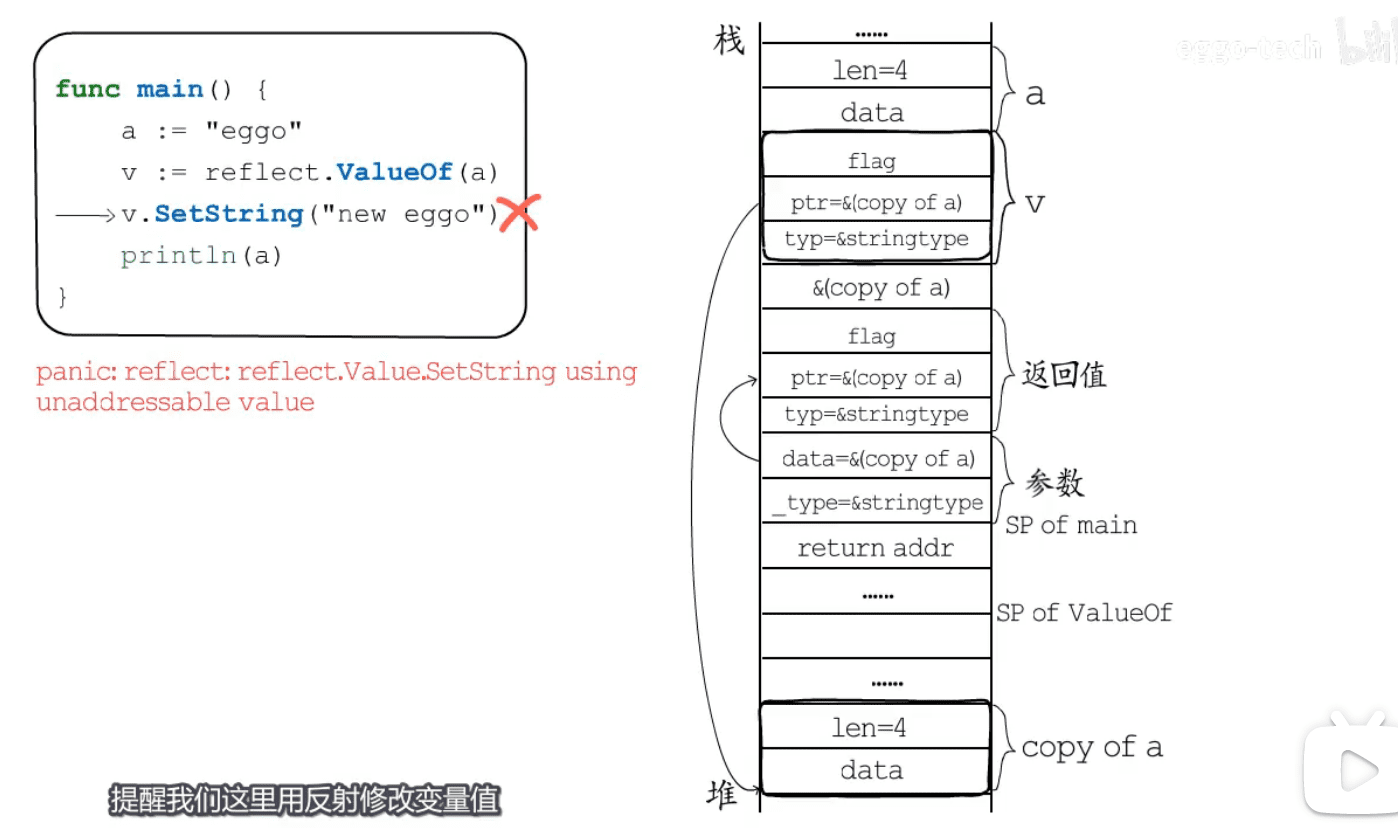 func main() {
a := "eggo"
v := reflect.ValueOf(a)
v.SetString("new eggo")
println(a)
}
panic: reflect: reflect.Value.SetString using
unaddressable value
提醒我们这里用反射修改变量值
eggo-tech
栈
……
len=4
data
a
flag
ptr=&(copy of a)
typ=&stringtype
v
&(copy of a)
flag
ptr=&(copy of a)
typ=&stringtype
返回值
data=&(copy of a)
_type=&stringtype
参数
SP of main
return addr
……
SP of ValueOf
……
len=4
data
copy of a
堆